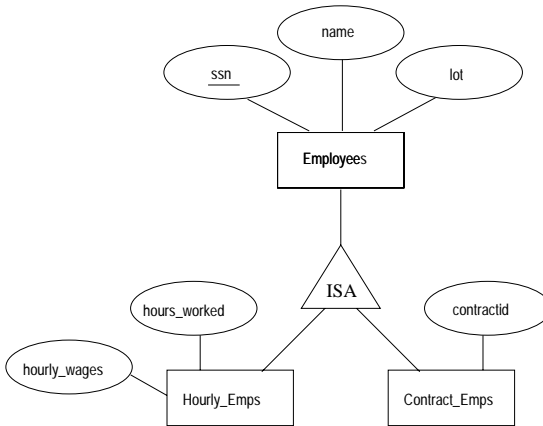 name
ssn
lot
Employees
ISA
hours_worked
contractid
hourly_wages
Hourly_Emps
Contract_Emps